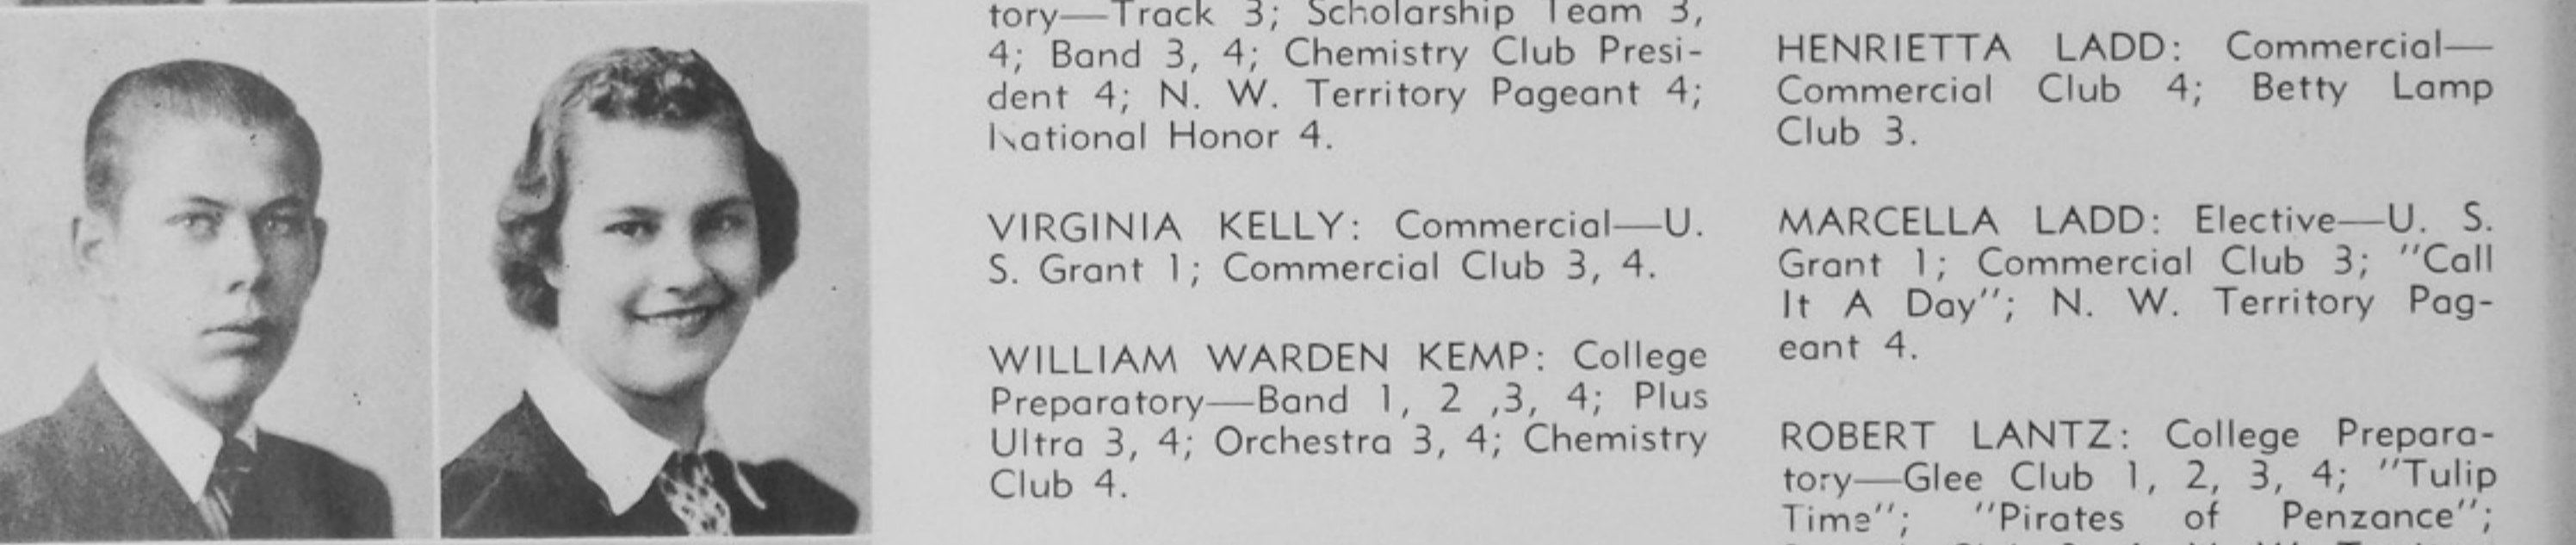 tory—Track 3; Scholarship Team 3,
4; Band 3, 4; Chemistry Club Presi-
dent 4; N. W. Territory Pageant 4;
National Honor 4.
VIRGINIA KELLY: Commercial—U.
S. Grant 1; Commercial Club 3, 4.
WILLIAM WARDEN KEMP: College
Preparatory—Band 1, 2 ,3, 4; Plus
Ultra 3, 4; Orchestra 3, 4; Chemistry
Club 4.
HENRIETTA LADD: Commercial—
Commercial Club 4; Betty Lamp
Club 3.
MARCELLA LADD: Elective—U. S.
Grant 1; Commercial Club 3; "Call
It A Day"; N. W. Territory Pag-
eant 4.
ROBERT LANTZ: College Prepara-
tory—Glee Club 1, 2, 3, 4; "Tulip
Time"; "Pirates of Penzance";